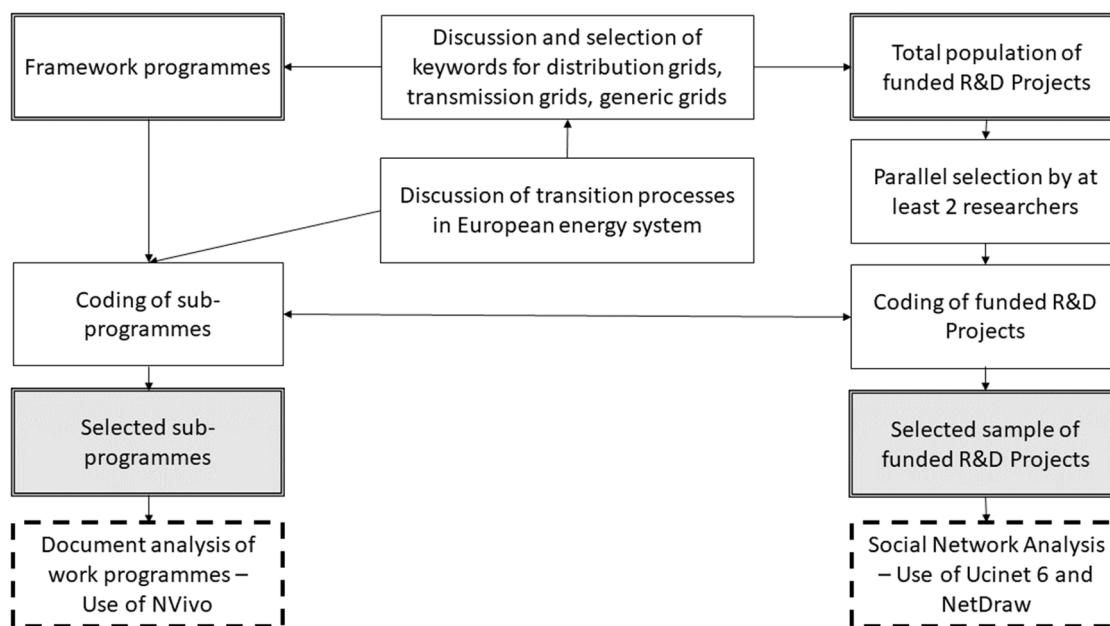 Framework programmes
Discussion and selection of
keywords for distribution grids,
transmission grids, generic grids
Total population of
funded R&D Projects
Discussion of transition processes
in European energy system
Parallel selection by at
least 2 researchers
Coding of sub-
programmes
Coding of funded R&D
Projects
Selected sub-
programmes
Selected sample of
funded R&D Projects
Document analysis of
work programmes –
Use of NVivo
Social Network Analysis
– Use of Ucinet 6 and
NetDraw